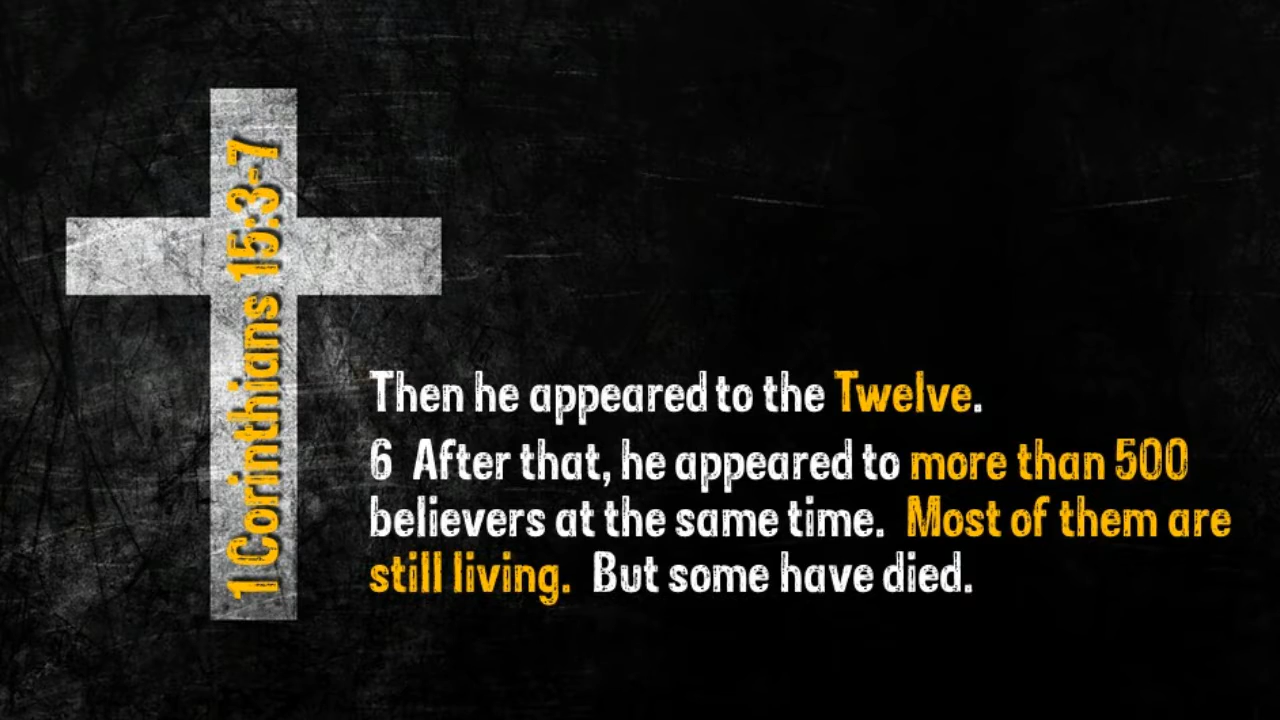 1 Corinthians 15:3-7
Then he appeared to the Twelve.
6 After that, he appeared to more than 500
believers at the same time. Most of them are
still living. But some have died.